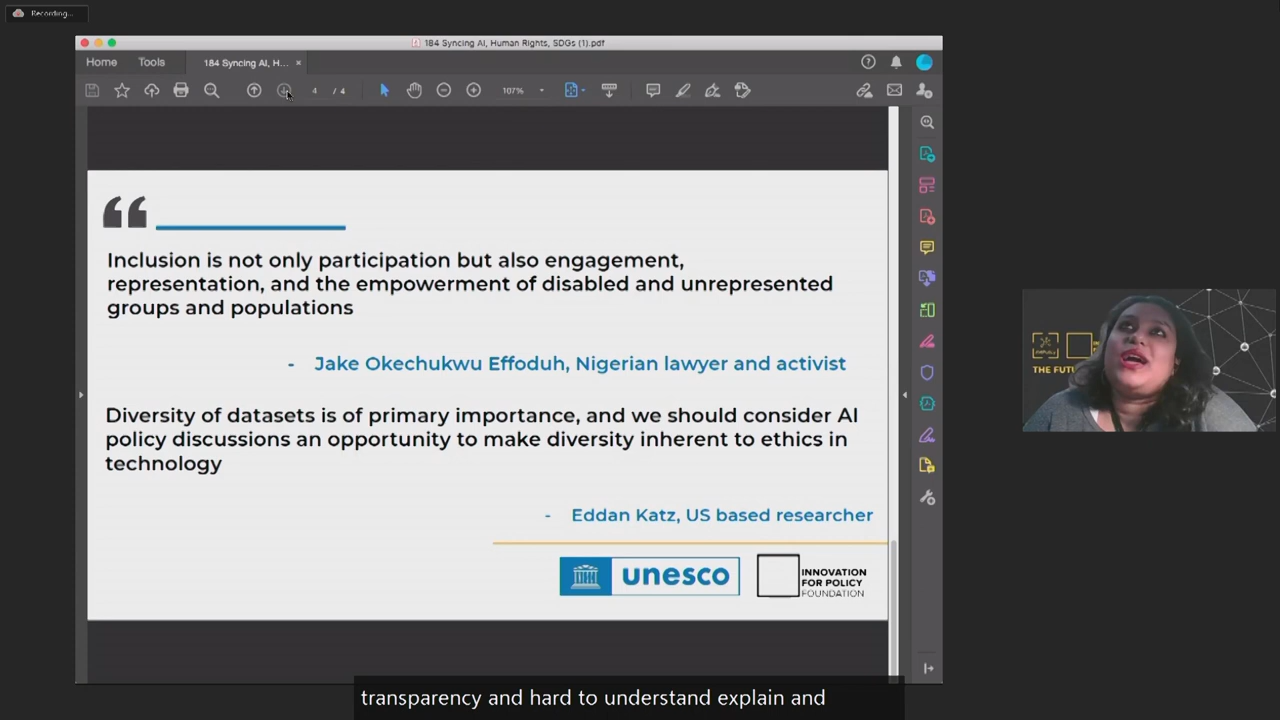 Recording...
184 Syncing AI, Human Rights, SDGs (1).pdf
Home Tools 184 Syncing AI, H... ×
4 / 4 107%
Inclusion is not only participation but also engagement,
representation, and the empowerment of disabled and unrepresented
groups and populations
- Jake Okechukwu Effoduh, Nigerian lawyer and activist
Diversity of datasets is of primary importance, and we should consider AI
policy discussions an opportunity to make diversity inherent to ethics in
technology
- Eddan Katz, US based researcher
unesco
INNOVATION
FOR POLICY
FOUNDATION
THE FUTU
transparency and hard to understand explain and